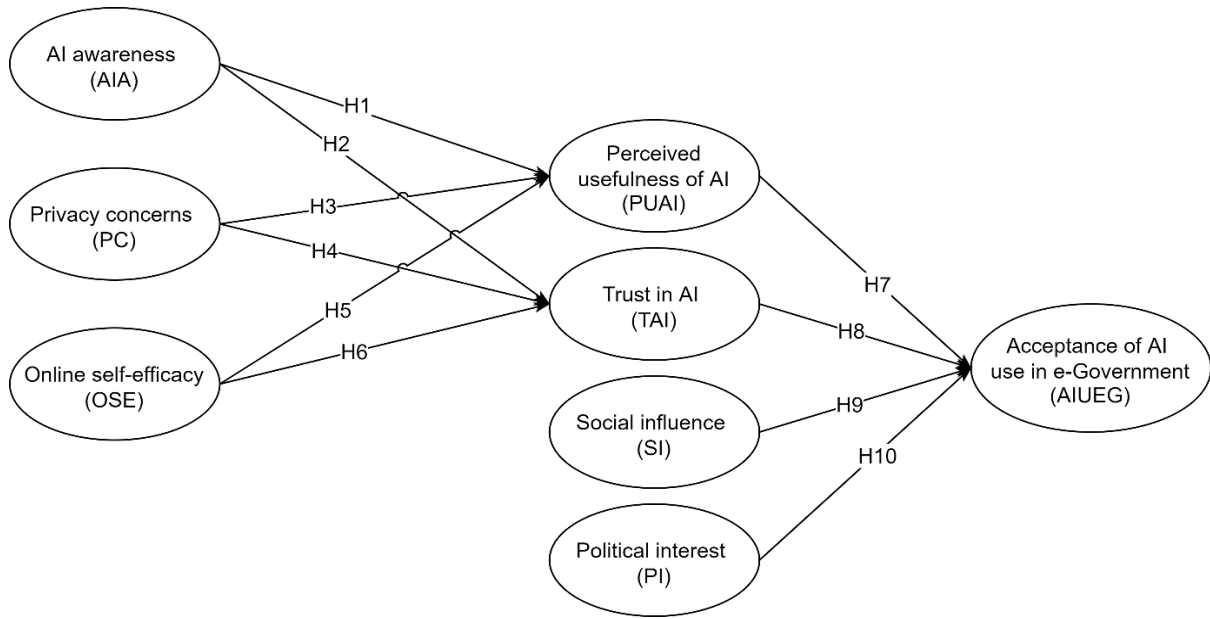 AI awareness
(AIA)
Privacy concerns
(PC)
Online self-efficacy
(OSE)
H1
H2
H3
H4
H5
H6
Perceived
usefulness of AI
(PUAI)
Trust in AI
(TAI)
Social influence
(SI)
Political interest
(PI)
H7
H8
H9
H10
Acceptance of AI
use in e-Government
(AIUEG)